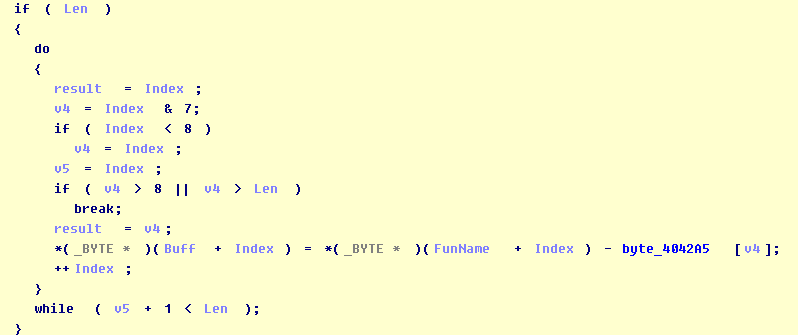 if ( Len )
{
do
{
result = Index ;
v4 = Index & 7;
if ( Index < 8 )
v4 = Index ;
v5 = Index ;
if ( v4 > 8 || v4 > Len )
break;
result = v4 ;
*( _BYTE * )( Buff + Index ) = *( _BYTE * )( FunName + Index ) - byte_4042A5 [ v4 ];
++ Index ;
}
while ( v5 + 1 < Len );
}